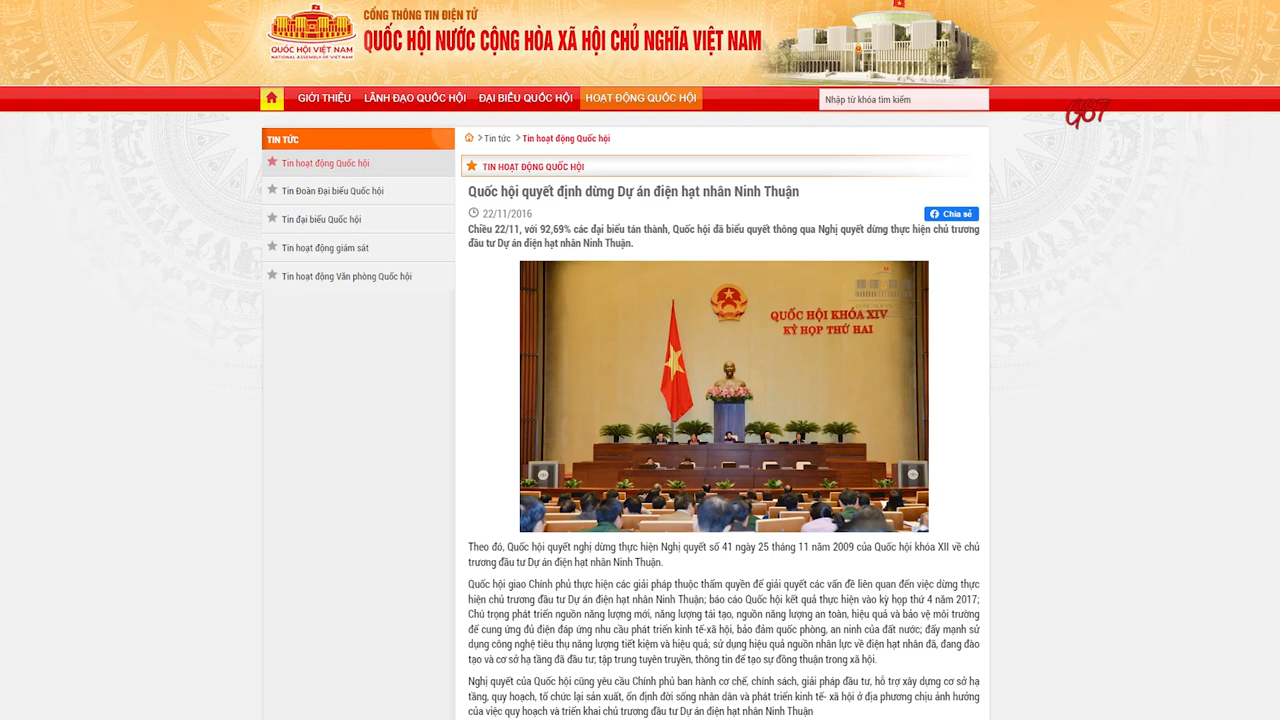 CỔNG THÔNG TIN ĐIỆN TỬ
QUỐC HỘI NƯỚC CỘNG HÒA XÃ HỘI CHỦ NGHĨA VIỆT NAM
QUỐC HỘI VIỆT NAM
NATIONAL ASSEMBLY OF VIET NAM
GIỚI THIỆU LÃNH ĐẠO QUỐC HỘI ĐẠI BIỂU QUỐC HỘI HOẠT ĐỘNG QUỐC HỘI
Nhập từ khóa tìm kiếm
G87
TIN TỨC
Tin hoạt động Quốc hội
Tin Đoàn Đại biểu Quốc hội
Tin đại biểu Quốc hội
Tin hoạt động giám sát
Tin hoạt động Văn phòng Quốc hội
Tin tức Tin hoạt động Quốc hội
TIN HOẠT ĐỘNG QUỐC HỘI
Quốc hội quyết định dừng Dự án điện hạt nhân Ninh Thuận
22/11/2016
Chia sẻ
Chiều 22/11, với 92,69% các đại biểu tán thành, Quốc hội đã biểu quyết thông qua Nghị quyết dừng thực hiện chủ trương
đầu tư Dự án điện hạt nhân Ninh Thuận.
QUỐC HỘI KHÓA XIV
KỲ HỌP THỨ HAI
Theo đó, Quốc hội quyết nghị dừng thực hiện Nghị quyết số 41 ngày 25 tháng 11 năm 2009 của Quốc hội khóa XII về chủ
trương đầu tư Dự án điện hạt nhân Ninh Thuận.
Quốc hội giao Chính phủ thực hiện các giải pháp thuộc thẩm quyền để giải quyết các vấn đề liên quan đến việc dừng thực
hiện chủ trương đầu tư Dự án điện hạt nhân Ninh Thuận; báo cáo Quốc hội kết quả thực hiện vào kỳ họp thứ 4 năm 2017;
Chú trọng phát triển nguồn năng lượng mới, năng lượng tái tạo, nguồn năng lượng an toàn, hiệu quả và bảo vệ môi trường
để cung ứng đủ điện đáp ứng nhu cầu phát triển kinh tế-xã hội, bảo đảm quốc phòng, an ninh của đất nước; đẩy mạnh sử
dụng công nghệ tiêu thụ năng lượng tiết kiệm và hiệu quả; sử dụng hiệu quả nguồn nhân lực về điện hạt nhân đã, đang đào
tạo và cơ sở hạ tầng đã đầu tư; tập trung tuyên truyền, thông tin để tạo sự đồng thuận trong xã hội.
Nghị quyết của Quốc hội cũng yêu cầu Chính phủ ban hành cơ chế, chính sách, giải pháp đầu tư, hỗ trợ xây dựng cơ sở hạ
tầng, quy hoạch, tổ chức lại sản xuất, ổn định đời sống nhân dân và phát triển kinh tế- xã hội ở địa phương chịu ảnh hưởng
của việc quy hoạch và triển khai chủ trương đầu tư Dự án điện hạt nhân Ninh Thuận